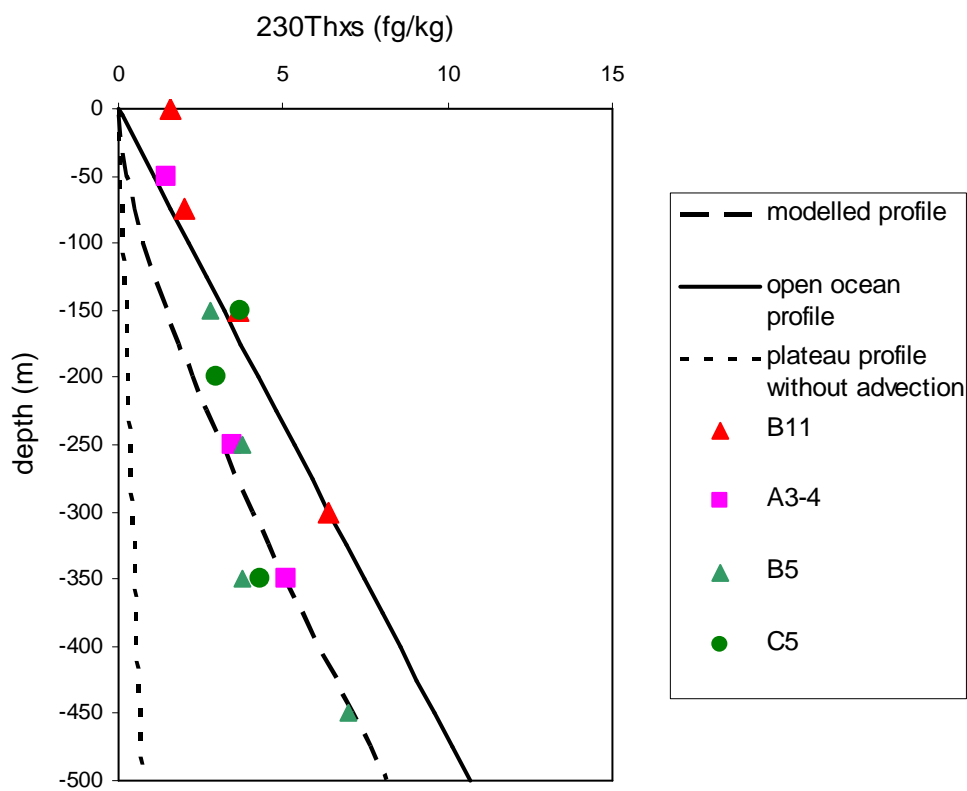 230Thxs (fg/kg)
0 5 10 15
0
-50
-100
-150
-200
-250
-300
-350
-400
-450
-500
depth (m)
modelled profile
open ocean
profile
plateau profile
without advection
B11
A3-4
B5
C5